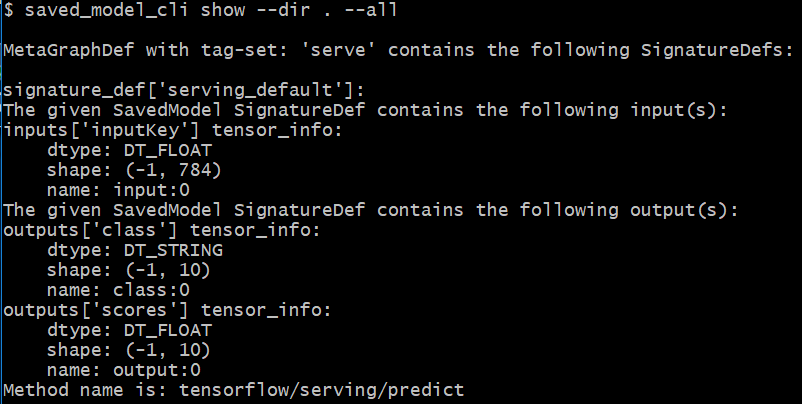 $ saved_model_cli show --dir . --all
MetaGraphDef with tag-set: 'serve' contains the following SignatureDefs:
signature_def['serving_default']:
The given SavedModel SignatureDef contains the following input(s):
inputs['inputKey'] tensor_info:
    dtype: DT_FLOAT
    shape: (-1, 784)
    name: input:0
The given SavedModel SignatureDef contains the following output(s):
outputs['class'] tensor_info:
    dtype: DT_STRING
    shape: (-1, 10)
    name: class:0
outputs['scores'] tensor_info:
    dtype: DT_FLOAT
    shape: (-1, 10)
    name: output:0
Method name is: tensorflow/serving/predict